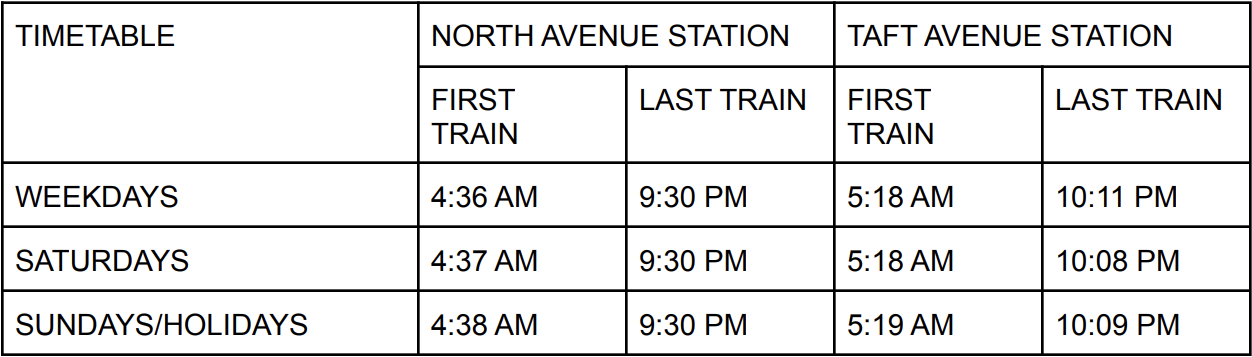 TIMETABLE NORTH AVENUE STATION TAFT AVENUE STATION
FIRST TRAIN LAST TRAIN FIRST TRAIN LAST TRAIN
WEEKDAYS 4:36 AM 9:30 PM 5:18 AM 10:11 PM
SATURDAYS 4:37 AM 9:30 PM 5:18 AM 10:08 PM
SUNDAYS/HOLIDAYS 4:38 AM 9:30 PM 5:19 AM 10:09 PM